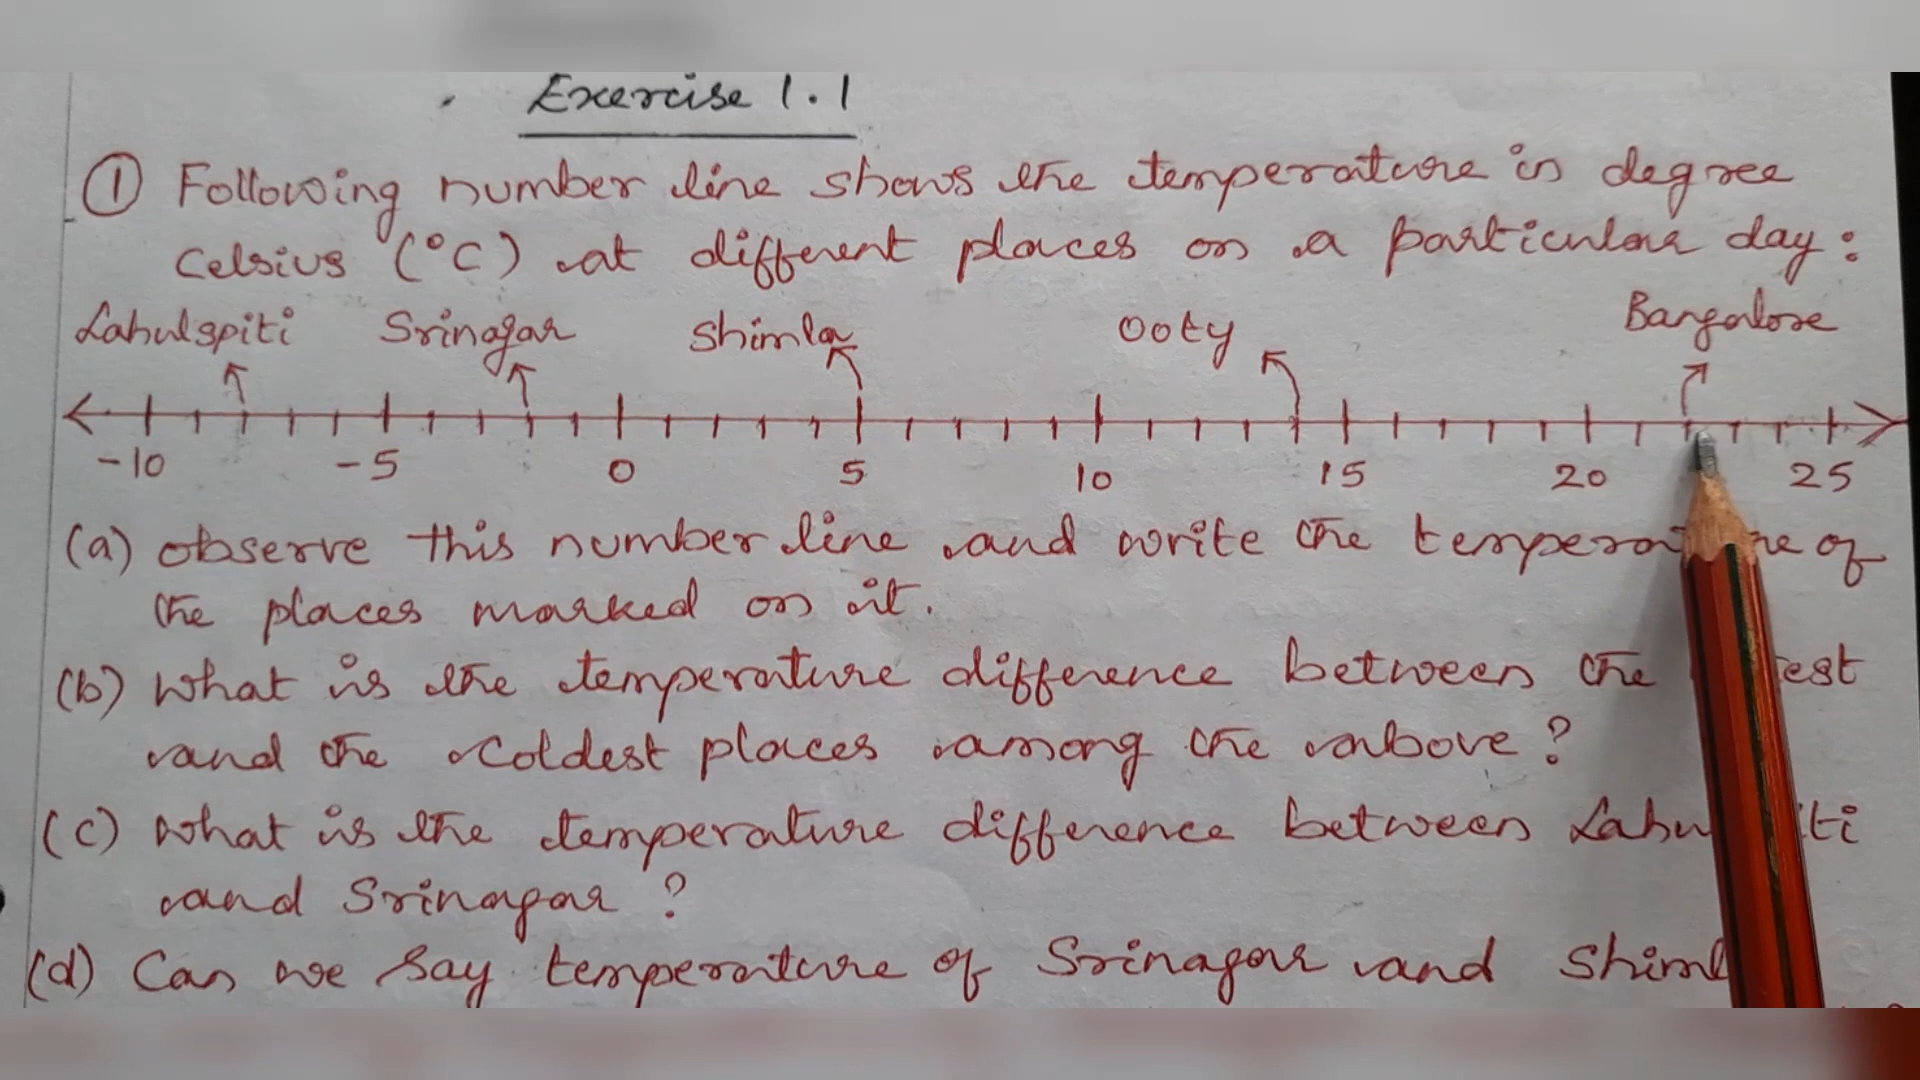 Exercise 1.1
① Following number line shows the temperature in degree
Celsius (°C) at different places on a particular day:
Lahulspiti Srinagar Shimla Ooty Bangalore
-10 -5 0 5 10 15 20 25
(a) observe this number line and write the of
the places marked on it.
(b) What is the temperature difference between the
and the coldest places among the above?
(c) What is the temperature difference between
and Srinagar ?
(d) Can we say temperature of Srinagar and